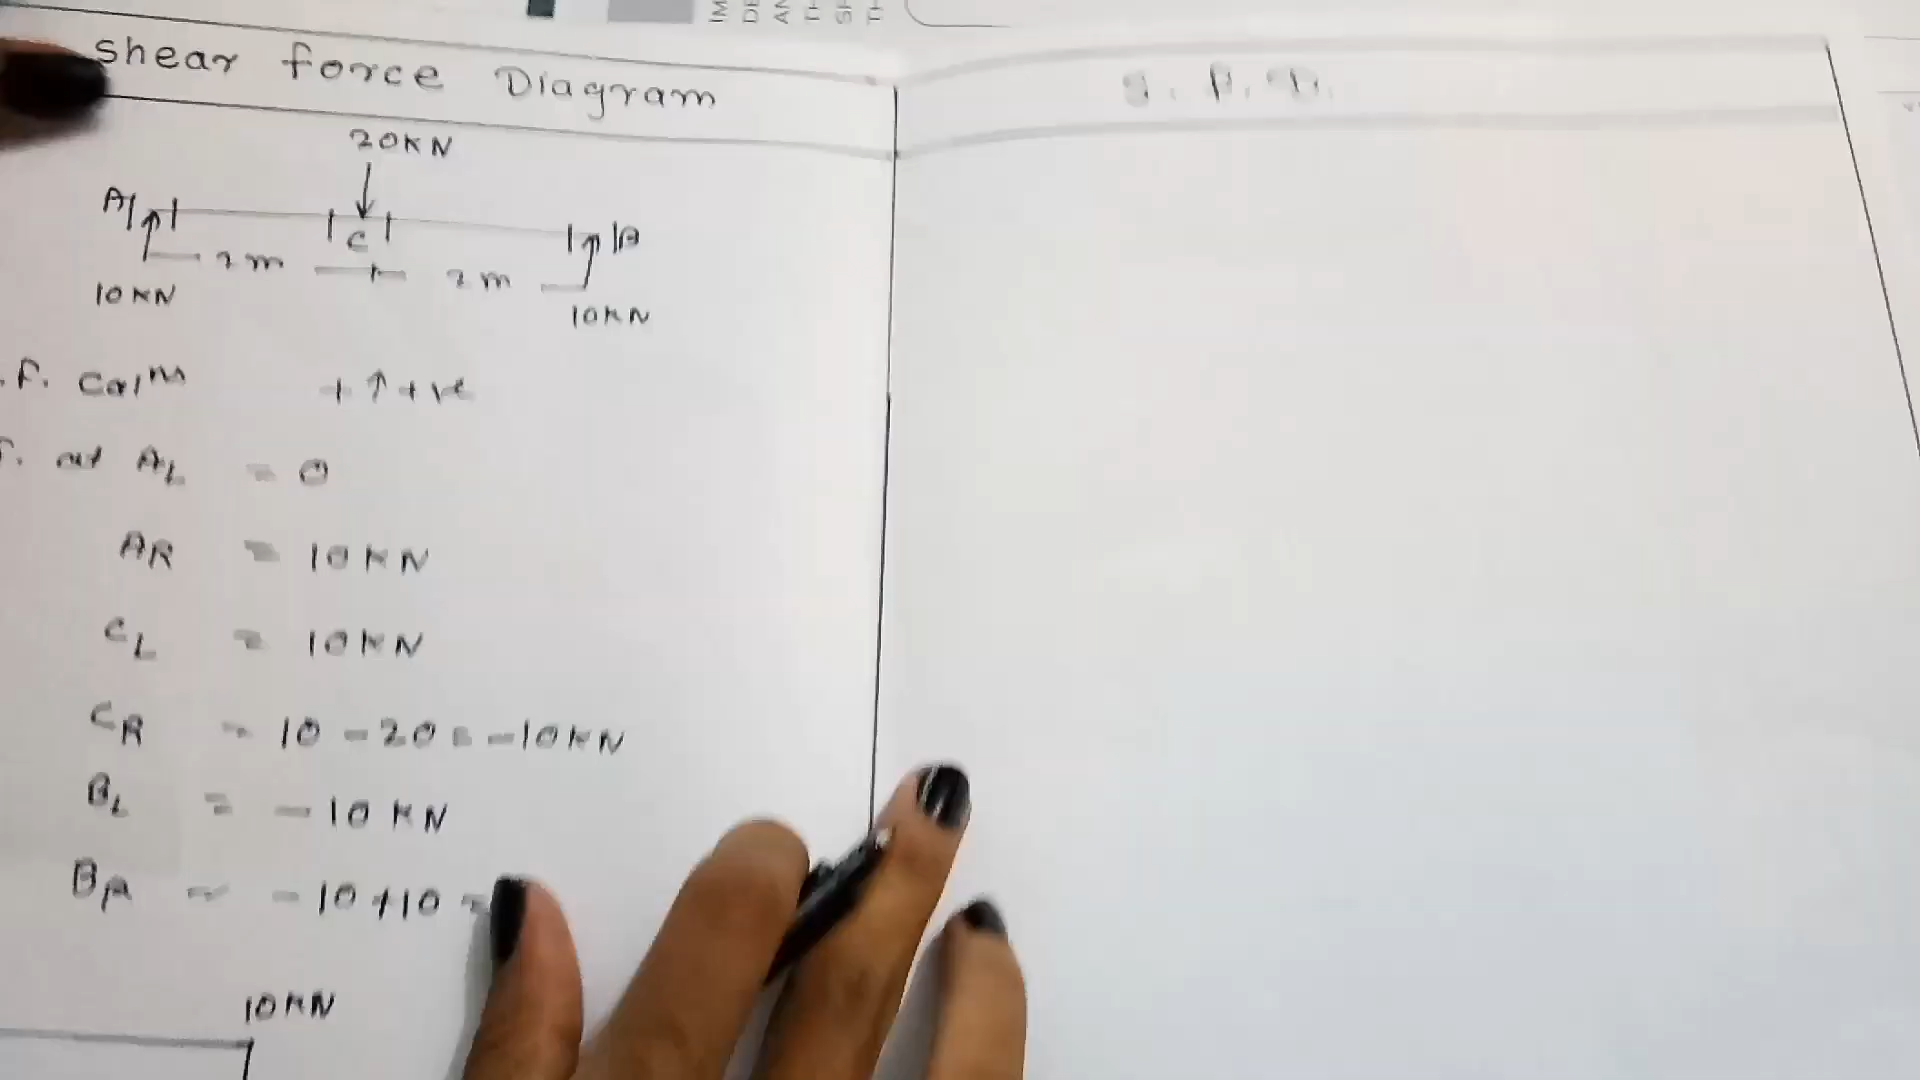 shear force Diagram
20KN
A
C
B
2m
2m
10KN
10KN
.F. calⁿ + ↑ +ve
at A_L = 0
A_R = 10KN
C_L = 10KN
C_R = 10 - 20 = -10KN
B_L = -10KN
B_R = -10+10 =
10KN
S. F. D.